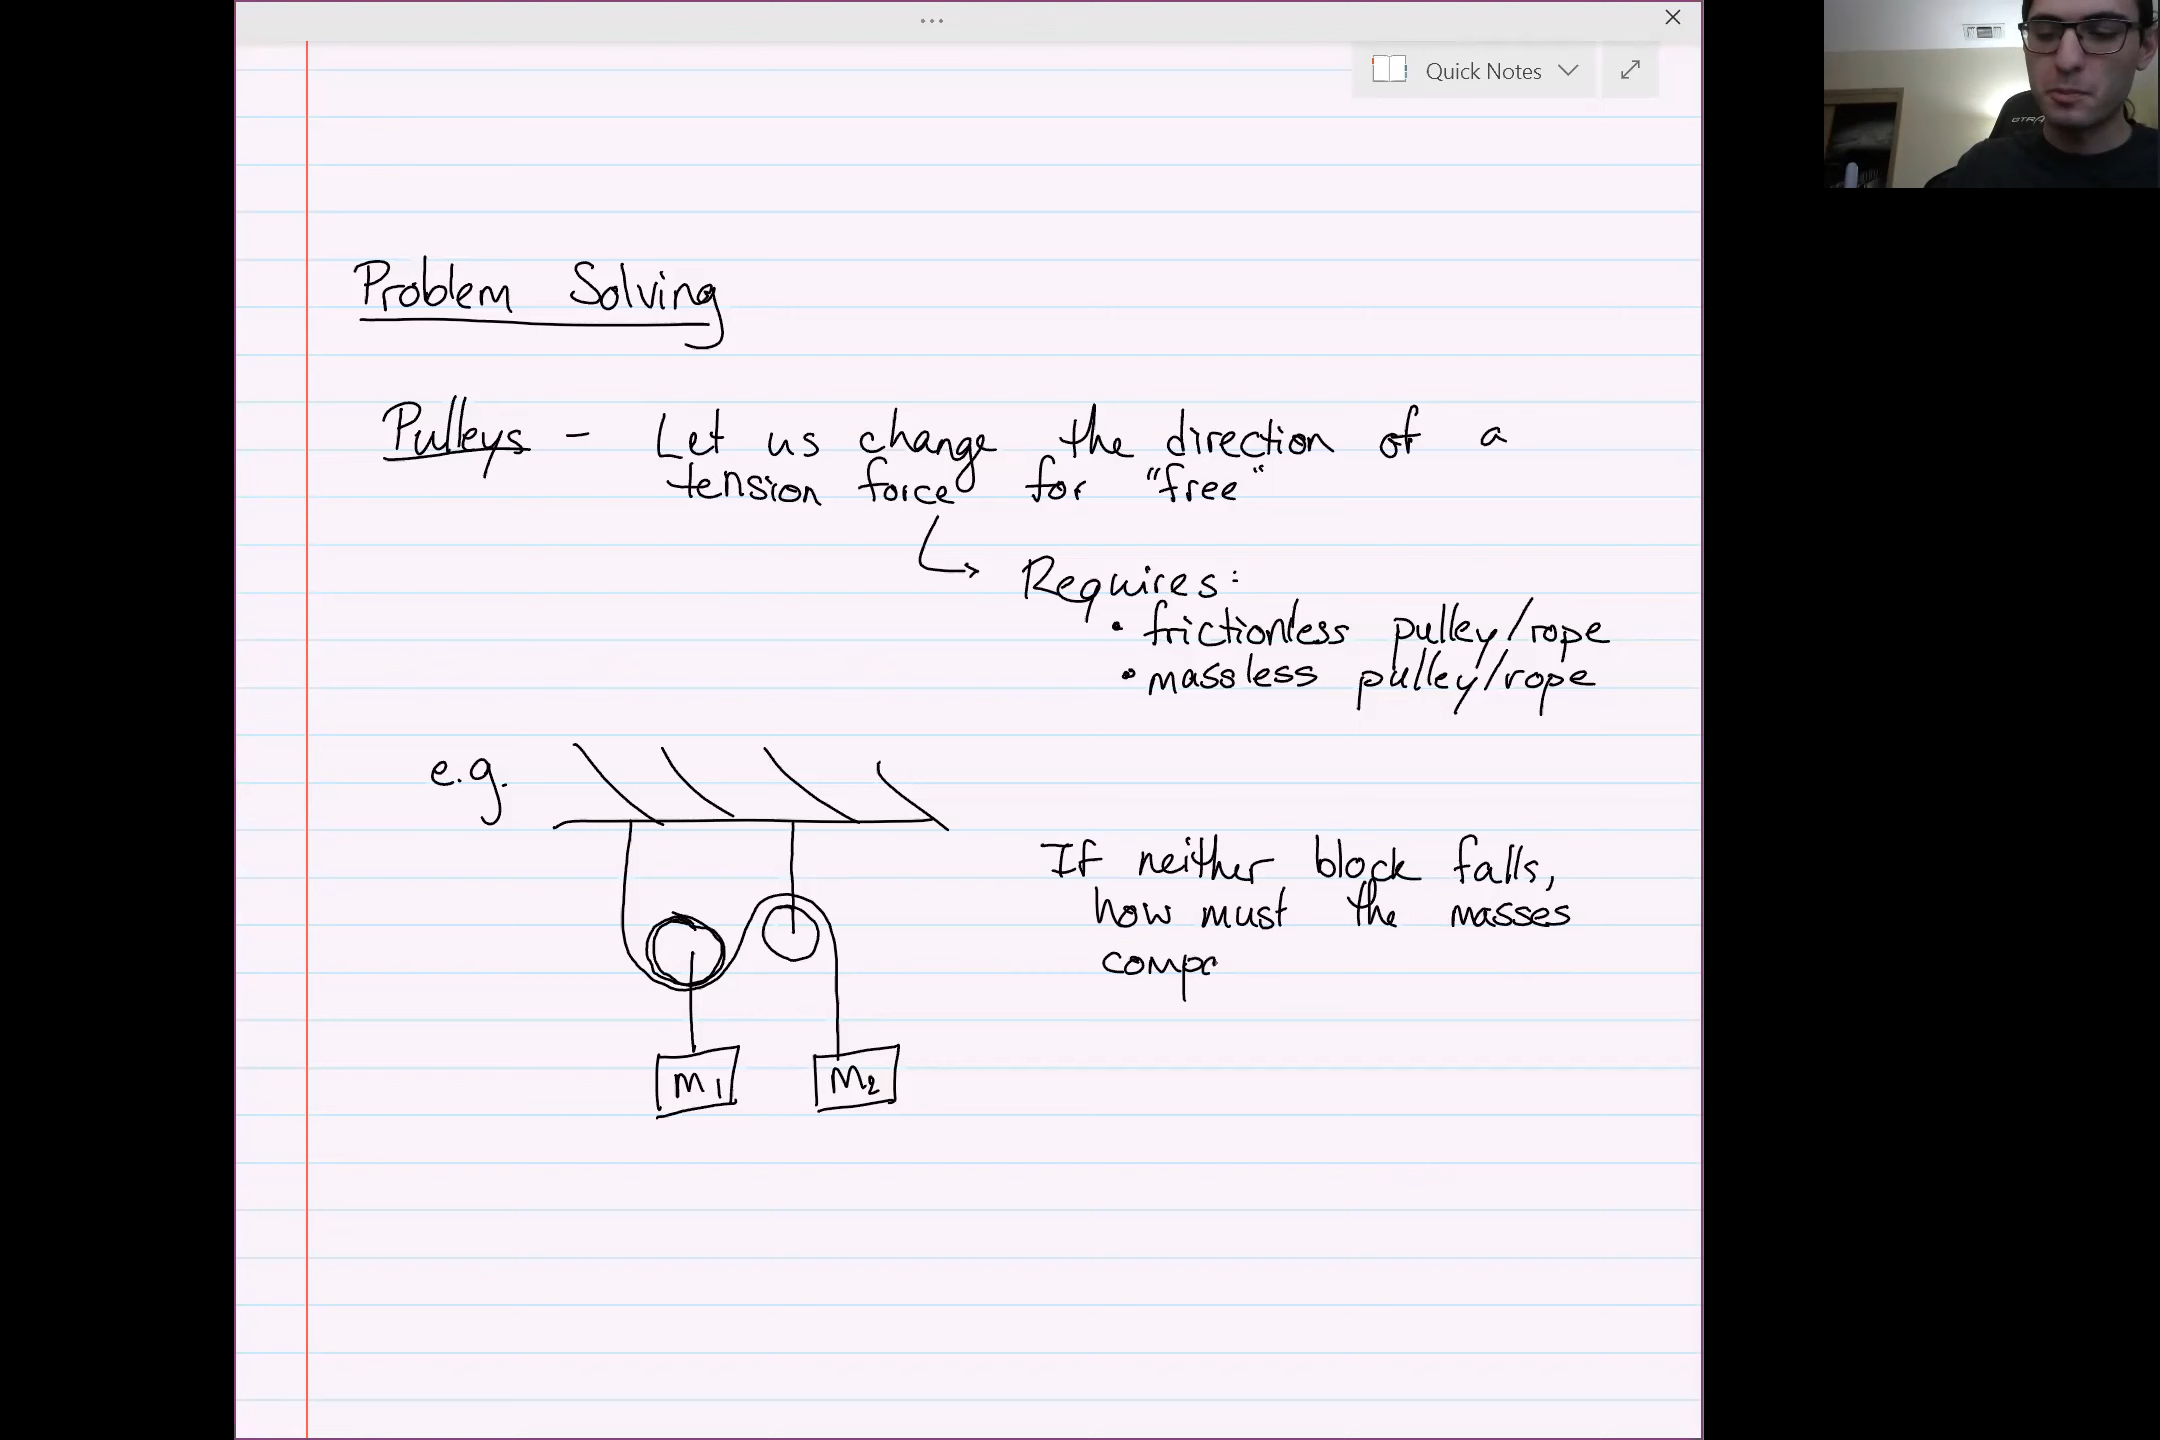 Quick Notes
Problem Solving
Pulleys - Let us change the direction of a
tension force for "free"
Requires:
• frictionless pulley/rope
• massless pulley/rope
e.g.
If neither block falls,
how must the masses
compa
m1
M2